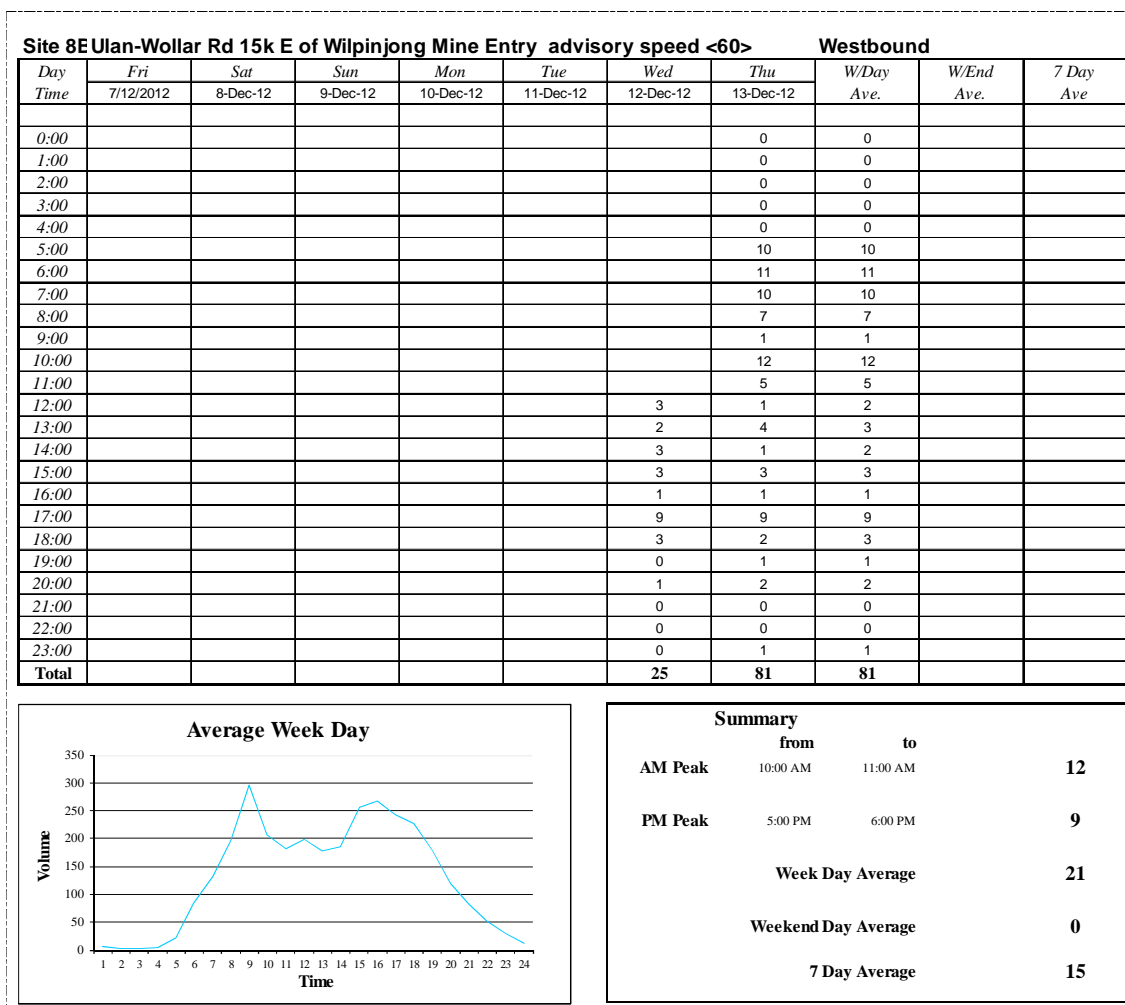 Site 8E Ulan-Wollar Rd 15k E of Wilpinjong Mine Entry advisory speed <60> Westbound
Day Fri Sat Sun Mon Tue Wed Thu W/Day W/End 7 Day
Time 7/12/2012 8-Dec-12 9-Dec-12 10-Dec-12 11-Dec-12 12-Dec-12 13-Dec-12 Ave. Ave. Ave
0:00 0 0
1:00 0 0
2:00 0 0
3:00 0 0
4:00 0 0
5:00 10 10
6:00 11 11
7:00 10 10
8:00 7 7
9:00 1 1
10:00 12 12
11:00 5 5
12:00 3 1 2
13:00 2 4 3
14:00 3 1 2
15:00 3 3 3
16:00 1 1 1
17:00 9 9 9
18:00 3 2 3
19:00 0 1 1
20:00 1 2 2
21:00 0 0 0
22:00 0 0 0
23:00 0 1 1
Total 25 81 81
Average Week Day
350
300
250
200
150
100
50
0
Volume
1 2 3 4 5 6 7 8 9 10 11 12 13 14 15 16 17 18 19 20 21 22 23 24
Time
Summary
from to
AM Peak 10:00 AM 11:00 AM 12
PM Peak 5:00 PM 6:00 PM 9
Week Day Average 21
Weekend Day Average 0
7 Day Average 15